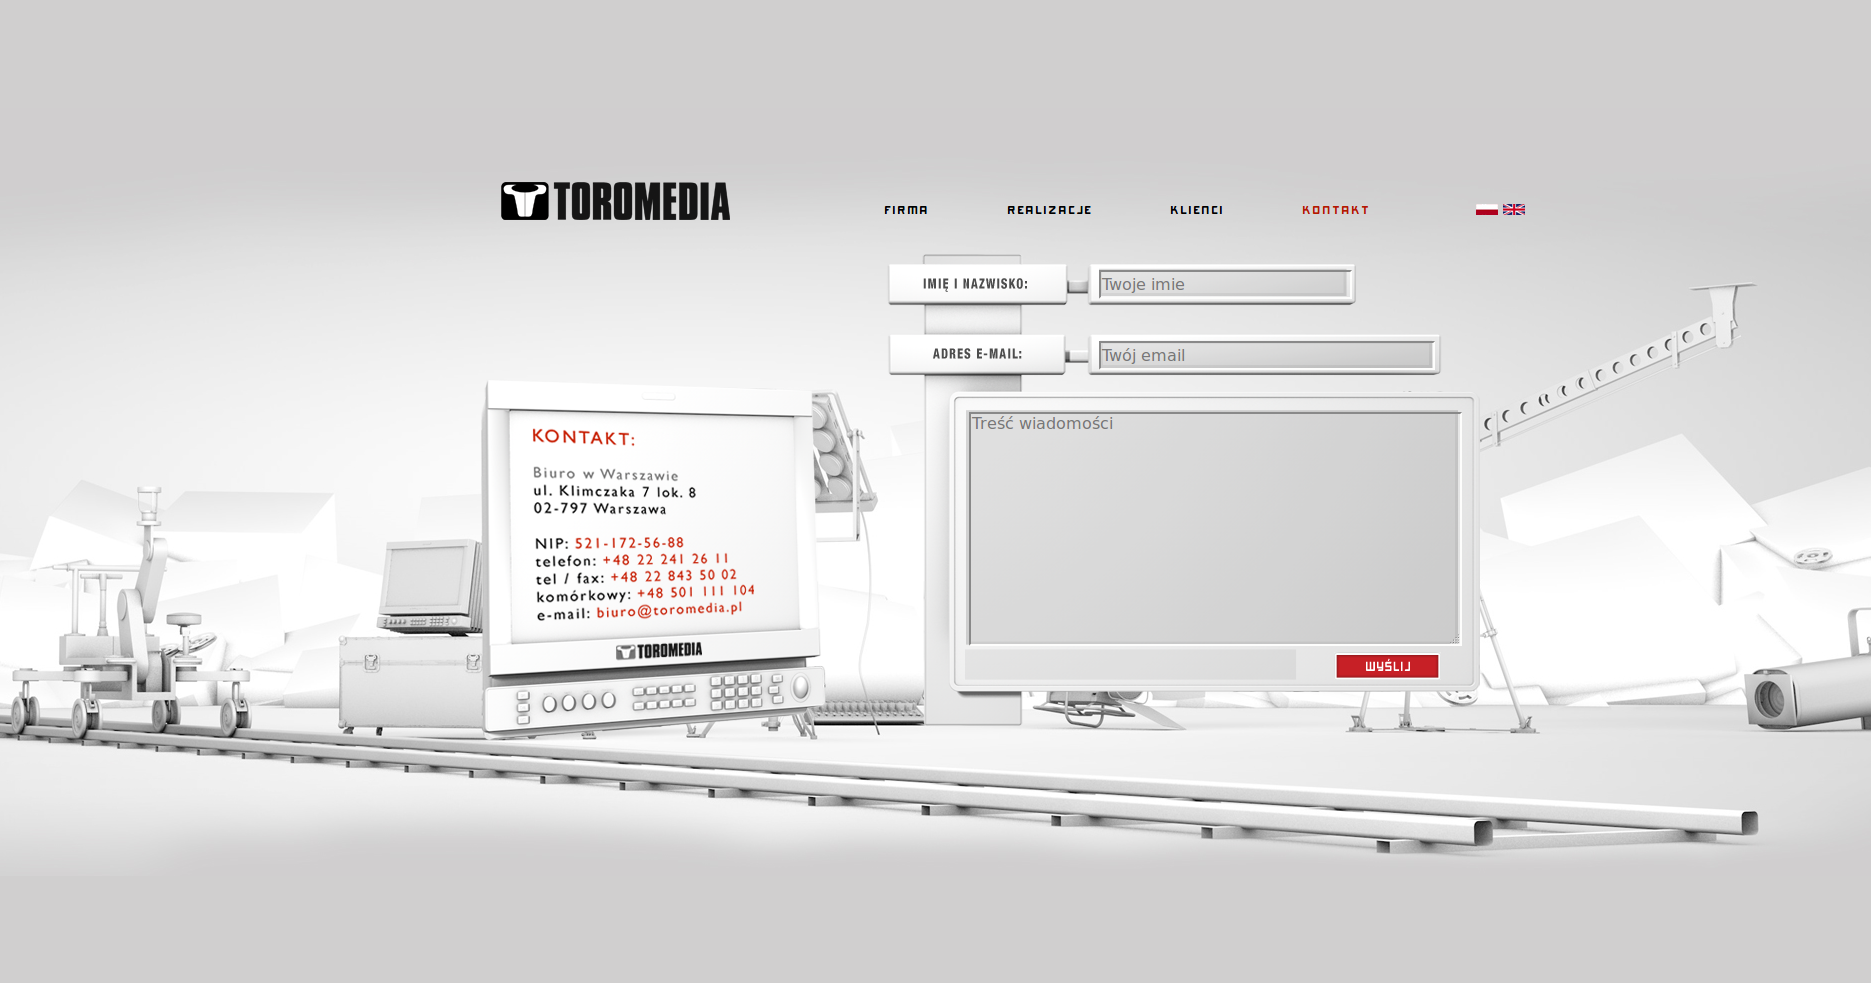 TOROMEDIA
FIRMA
REALIZACJE
KLIENCI
KONTAKT
IMIĘ I NAZWISKO:
Twoje imie
ADRES E-MAIL:
Twój email
Treść wiadomości
WYŚLIJ
KONTAKT:
Biuro w Warszawie
ul. Klimczaka 7 lok. 8
02-797 Warszawa
NIP: 521-172-56-88
telefon: +48 22 241 26 11
tel / fax: +48 22 843 50 02
komórkowy: +48 501 111 104
e-mail: biuro@toromedia.pl
TOROMEDIA